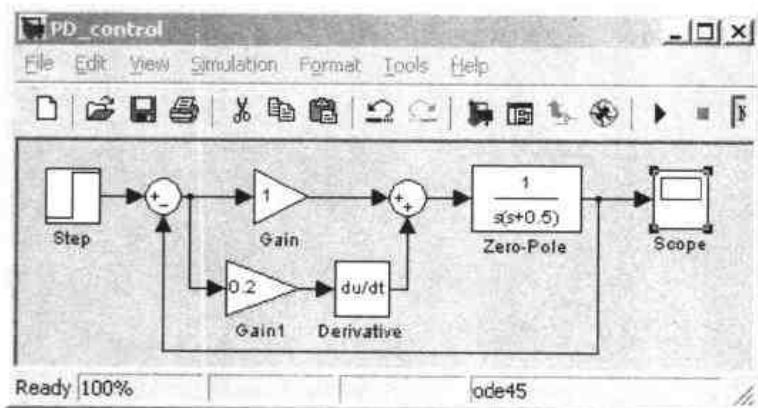 PD_control
File Edit View Simulation Format Tools Help
Step
+
-
1
Gain
+
+
1
s(s+0.5)
Zero-Pole
Scope
0.2
Gain1
du/dt
Derivative
Ready 100% ode45